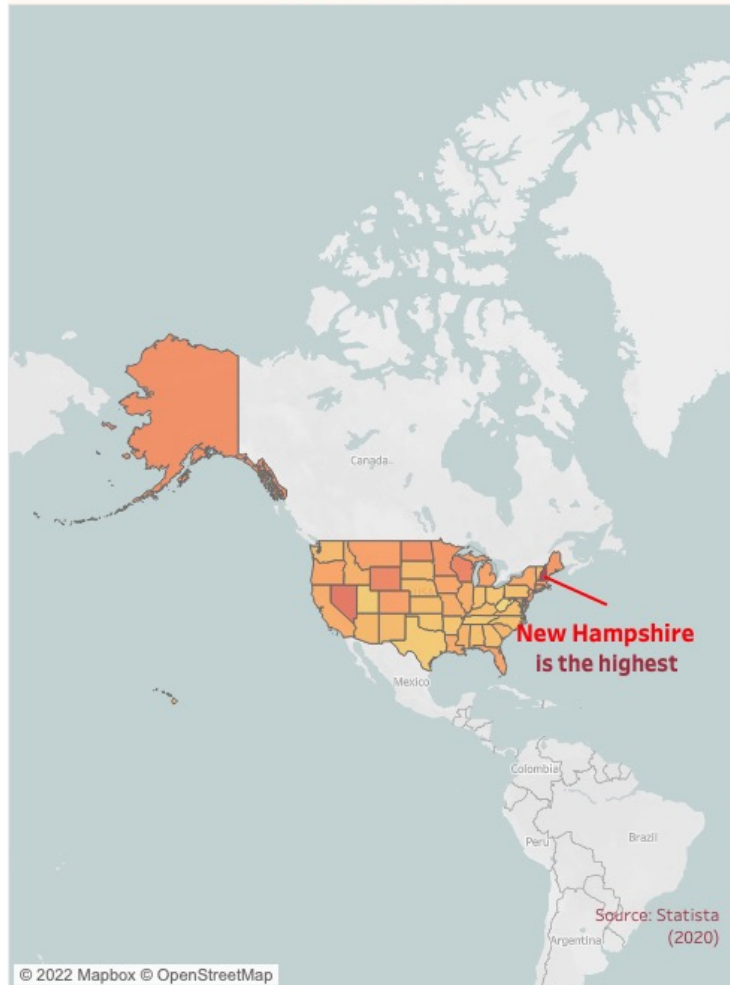 Canada
New Hampshire
is the highest
Mexico
Colombia
Peru
Brazil
Source: Statista
(2020)
Argentina
© 2022 Mapbox © OpenStreetMap